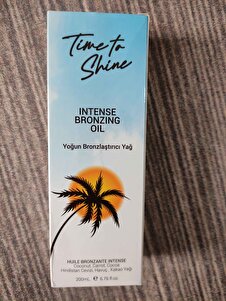 Time to
Shine
INTENSE
BRONZING
OIL
Yoğun Bronzlaştırıcı Yağ
HUILE BRONZANTE INTENSE
Coconut, Carrot, Cocoa
Hindistan Cevizi, Havuç, Kakao Yağı
200mL ℮ 6.76 fl.oz